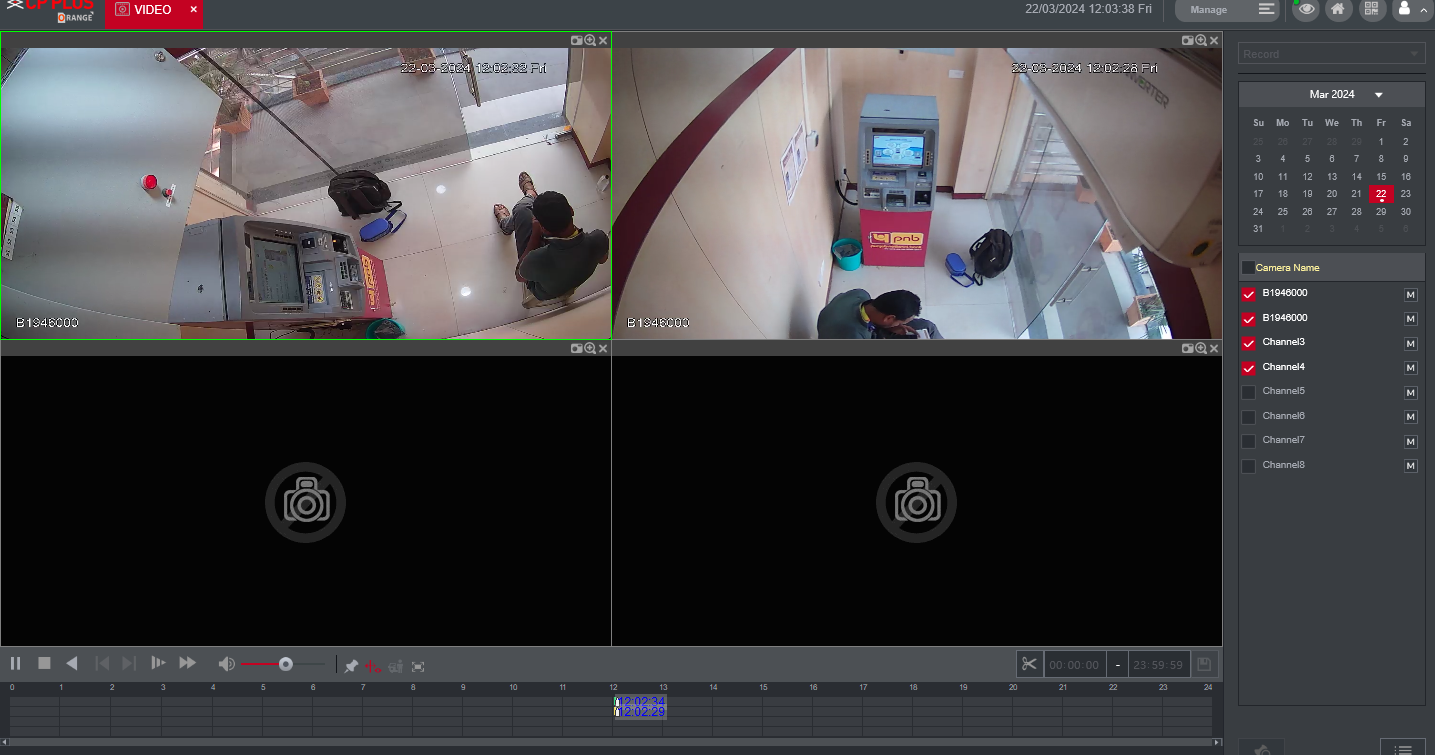 CP PLUS
ORANGE
VIDEO ×
22/03/2024 12:03:38 Fri
Manage
22-03-2024 12:02:28 Fri
B1946000
22-03-2024 12:02:28 Fri
pnb
B1946000
Record
Mar 2024
Su Mo Tu We Th Fr Sa
25 26 27 28 29 1 2
3 4 5 6 7 8 9
10 11 12 13 14 15 16
17 18 19 20 21 22 23
24 25 26 27 28 29 30
31 1 2 3 4 5 6
Camera Name
B1946000 M
B1946000 M
Channel3 M
Channel4 M
Channel5 M
Channel6 M
Channel7 M
Channel8 M
00:00:00 - 23:59:59
0 1 2 3 4 5 6 7 8 9 10 11 12 13 14 15 16 17 18 19 20 21 22 23 24
12:02:34
12:02:29